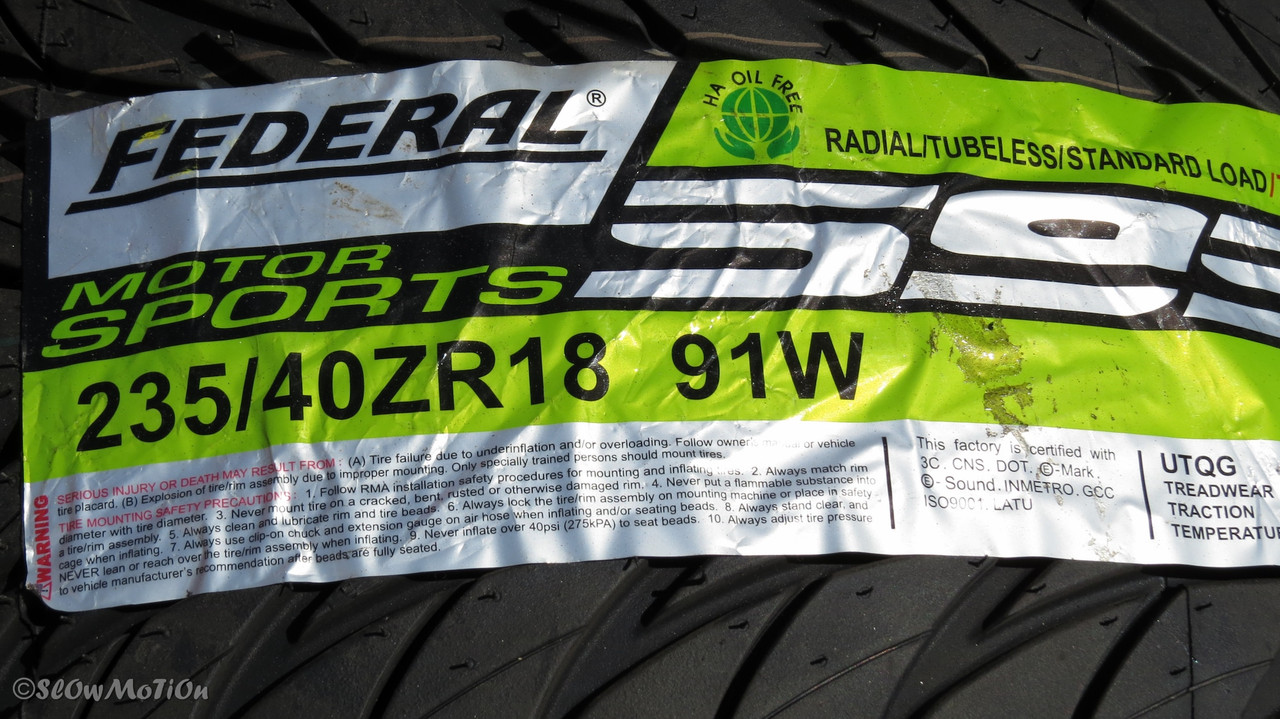 FEDERAL®
HA OIL FREE
RADIAL/TUBELESS/STANDARD LOAD/
595
MOTOR
SPORTS
235/40ZR18 91W
WARNING
SERIOUS INJURY OR DEATH MAY RESULT FROM : (A) Tire failure due to underinflation and/or overloading. Follow owner's or vehicle
tire placard. (B) Explosion of tire/rim assembly due to improper mounting. Only specially trained persons should mount tires.
TIRE MOUNTING SAFETY PRECAUTIONS : 1. Follow RMA installation safety procedures for mounting and inflating tires. 2. Always match rim
diameter with tire diameter. 3. Never mount tire on a cracked, bent, rusted or otherwise damaged rim. 4. Never put a flammable substance into
a tire/rim assembly. 5. Always clean and lubricate rim and tire beads. 6. Always lock the tire/rim assembly on mounting machine or place in safety
cage when inflating. 7. Always use clip-on chuck and extension gauge on air hose when inflating and/or seating beads. 8. Always stand clear, and
NEVER lean or reach over the tire/rim assembly when inflating. 9. Never inflate over 40psi (275kPA) to seat beads. 10. Always adjust tire pressure
to vehicle manufacturer's recommendation after beads are fully seated.
This factory is certified with
3C. CNS. DOT. Ⓔ-Mark.
Ⓔ- Sound. INMETRO. GCC
ISO9001. LATU
UTQG
TREADWEAR
TRACTION
TEMPERATU
©SLOwMoTiOn